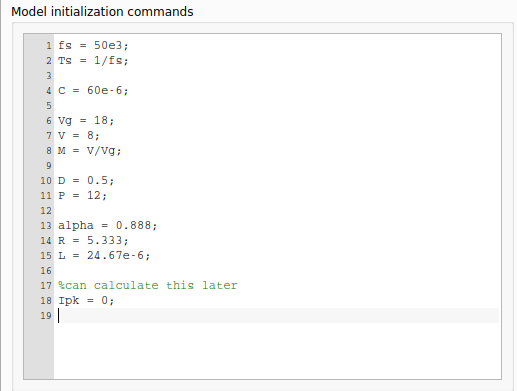 Model initialization commands
1 fs = 50e3;
2 Ts = 1/fs;
3
4 C = 60e-6;
5
6 Vg = 18;
7 V = 8;
8 M = V/Vg;
9
10 D = 0.5;
11 P = 12;
12
13 alpha = 0.888;
14 R = 5.333;
15 L = 24.67e-6;
16
17 %can calculate this later
18 Ipk = 0;
19